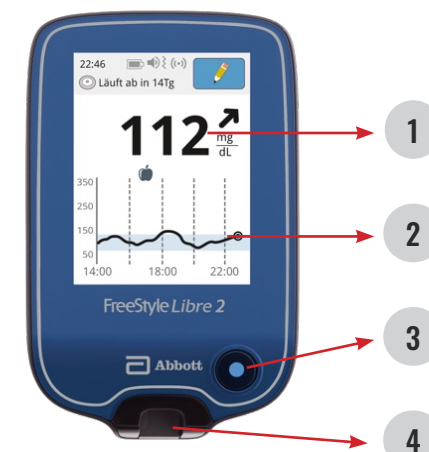 22:46
Läuft ab in 14Tg
112 mg
dL
1
350
250
150
50
14:00 18:00 22:00
2
FreeStyle Libre 2
Abbott
3
4